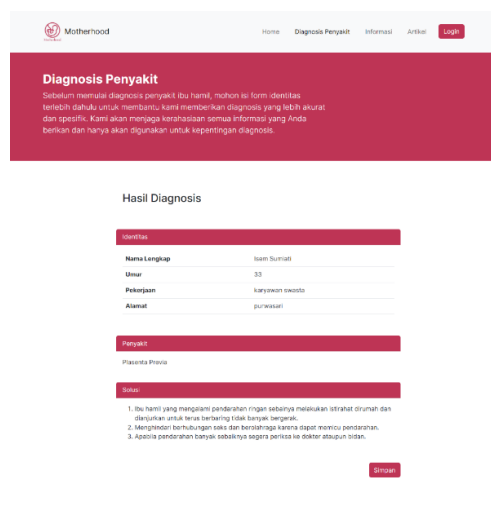 Motherhood
Home Diagnosis Penyakit Informasi Artikel Login
Diagnosis Penyakit
Sebelum memulai diagnosis penyakit ibu hamil, mohon isi form identitas
terlebih dahulu untuk membantu kami memberikan diagnosis yang lebih akurat
dan spesifik. Kami akan menjaga kerahasiaan semua informasi yang Anda
berikan dan hanya akan digunakan untuk kepentingan diagnosis.
Hasil Diagnosis
Identitas
Nama Lengkap Isam Sumiati
Umur 33
Pekerjaan karyawan swasta
Alamat purwasari
Penyakit
Plasenta Previa
Solusi
1. Ibu hamil yang mengalami pendarahan ringan sebainya melakukan istirahat dirumah dan
dianjurkan untuk terus berbaring tidak banyak bergerak.
2. Menghindari berhubungan seks dan berolahraga karena dapat memicu pendarahan.
3. Apabila pendarahan banyak sebaiknya segera periksa ke dokter ataupun bidan.
Simpan